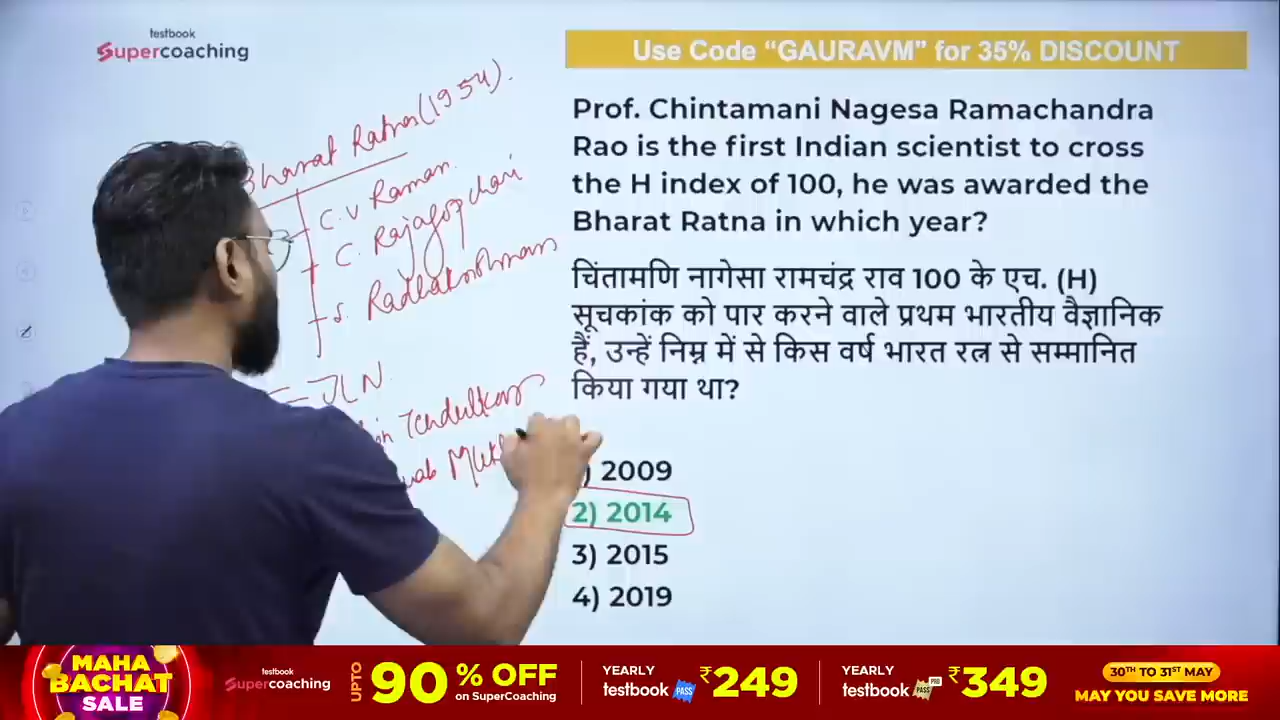 testbook
Supercoaching
Use Code “GAURAVM” for 35% DISCOUNT
Bharat Ratna (1954).
C.V Raman.
C. Rajagopchari
S. Radhakrishnan
Prof. Chintamani Nagesa Ramachandra
Rao is the first Indian scientist to cross
the H index of 100, he was awarded the
Bharat Ratna in which year?
चिंतामणि नागेसा रामचंद्र राव 100 के एच. (H)
सूचकांक को पार करने वाले प्रथम भारतीय वैज्ञानिक
हैं, उन्हें निम्न में से किस वर्ष भारत रत्न से सम्मानित
किया गया था?
JLN
Tendulkar
) 2009
2) 2014
3) 2015
4) 2019
MAHA
BACHAT
SALE
testbook
Supercoaching
UPTO 90 % OFF
on SuperCoaching
YEARLY
testbook PASS
₹249
YEARLY
testbook PASS PRO
₹349
30TH TO 31ST MAY
MAY YOU SAVE MORE